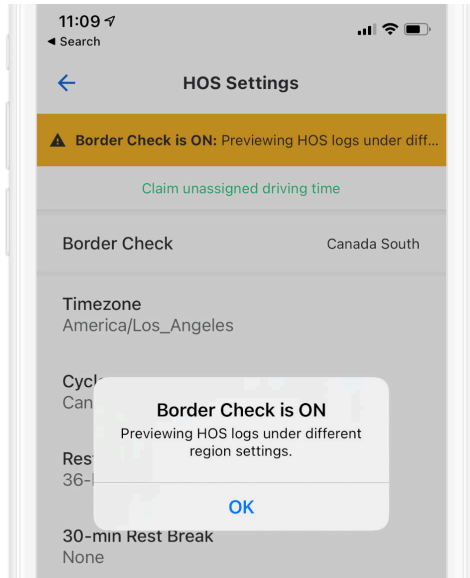 11:09
◀ Search
HOS Settings
Border Check is ON: Previewing HOS logs under diff...
Claim unassigned driving time
Border Check Canada South
Timezone
America/Los_Angeles
Border Check is ON
Previewing HOS logs under different
region settings.
OK
30-min Rest Break
None